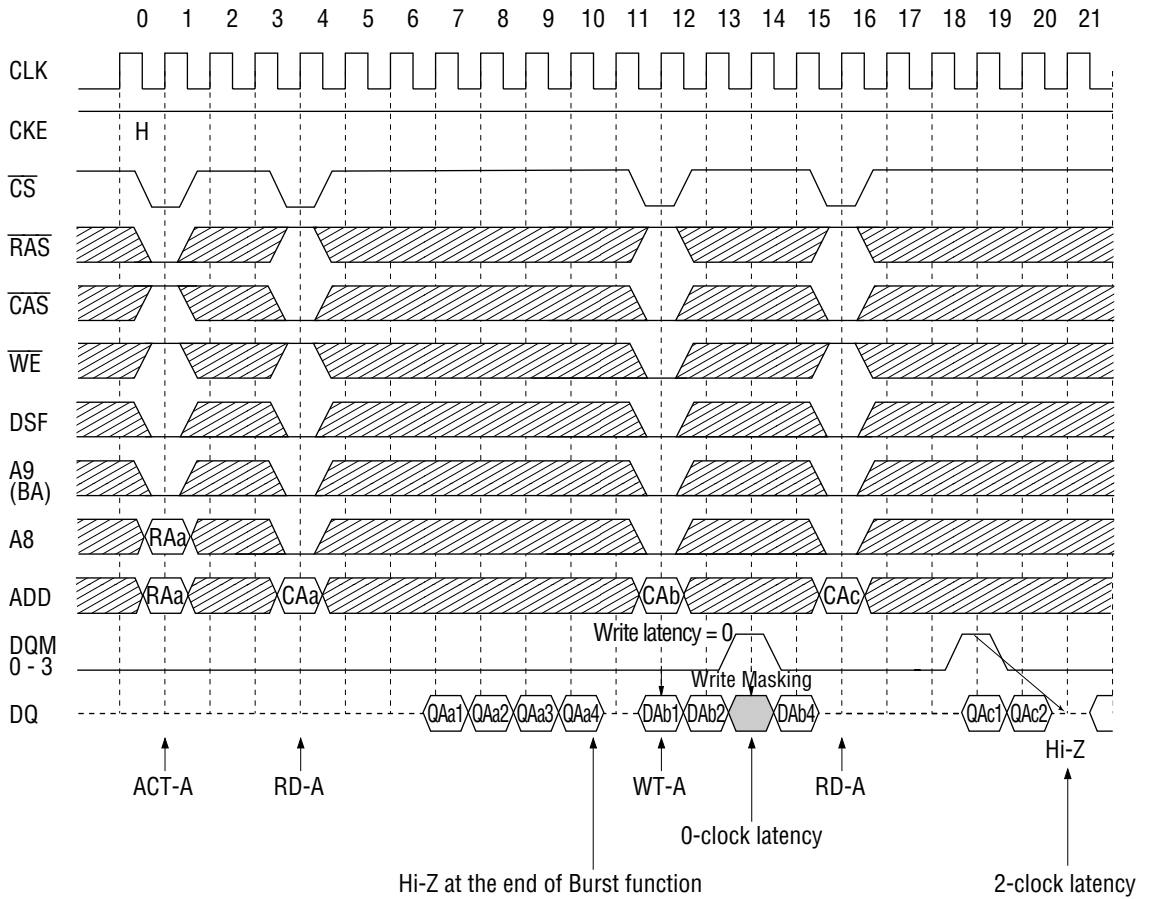 0 1 2 3 4 5 6 7 8 9 10 11 12 13 14 15 16 17 18 19 20 21
CLK
CKE H
CS
RAS
CAS
WE
DSF
A9
(BA)
A8 RAa
ADD RAa CAa CAb CAc
Write latency = 0
DQM
0 - 3
Write Masking
DQ QAa1 QAa2 QAa3 QAa4 DAb1 DAb2 DAb4 QAc1 QAc2
Hi-Z
ACT-A RD-A WT-A RD-A
0-clock latency
Hi-Z at the end of Burst function 2-clock latency